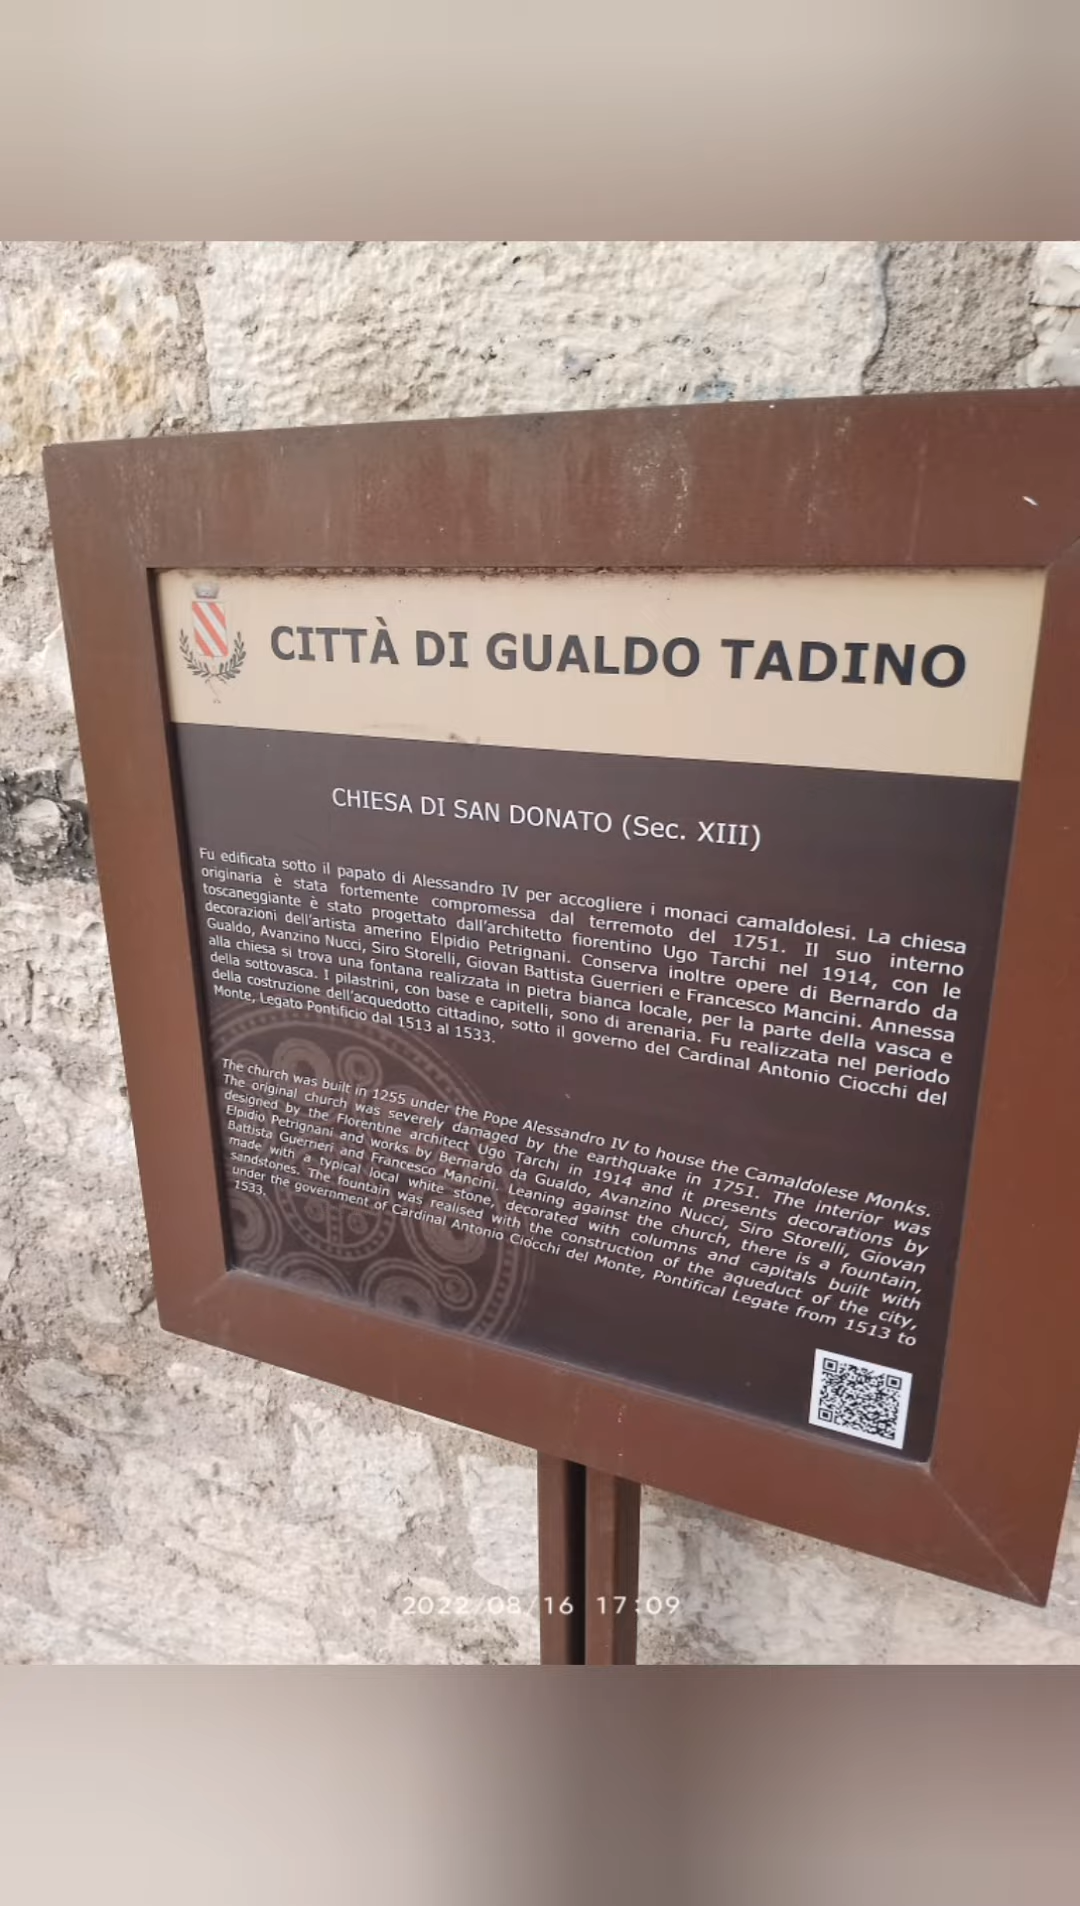 CITTÀ DI GUALDO TADINO
CHIESA DI SAN DONATO (Sec. XIII)
Fu edificata sotto il papato di Alessandro IV per accogliere i monaci camaldolesi. La chiesa
originaria è stata fortemente compromessa dal terremoto del 1751. Il suo interno
toscaneggiante è stato progettato dall'architetto fiorentino Ugo Tarchi nel 1914, con le
decorazioni dell'artista amerino Elpidio Petrignani. Conserva inoltre opere di Bernardo da
Gualdo, Avanzino Nucci, Siro Storelli, Giovan Battista Guerrieri e Francesco Mancini. Annessa
alla chiesa si trova una fontana realizzata in pietra bianca locale, per la parte della vasca e
della sottovasca. I pilastrini, con base e capitelli, sono di arenaria. Fu realizzata nel periodo
della costruzione dell'acquedotto cittadino, sotto il governo del Cardinal Antonio Ciocchi del
Monte, Legato Pontificio dal 1513 al 1533.
The church was built in 1255 under the Pope Alessandro IV to house the Camaldolese Monks.
The original church was severely damaged by the earthquake in 1751. The interior was
designed by the Florentine architect Ugo Tarchi in 1914 and it presents decorations by
Elpidio Petrignani and works by Bernardo da Gualdo, Avanzino Nucci, Siro Storelli, Giovan
Battista Guerrieri and Francesco Mancini. Leaning against the church, there is a fountain,
made with a typical local white stone, decorated with columns and capitals built with
sandstones. The fountain was realised with the construction of the aqueduct of the city,
under the government of Cardinal Antonio Ciocchi del Monte, Pontifical Legate from 1513 to
1533.
2022/08/16 17:09